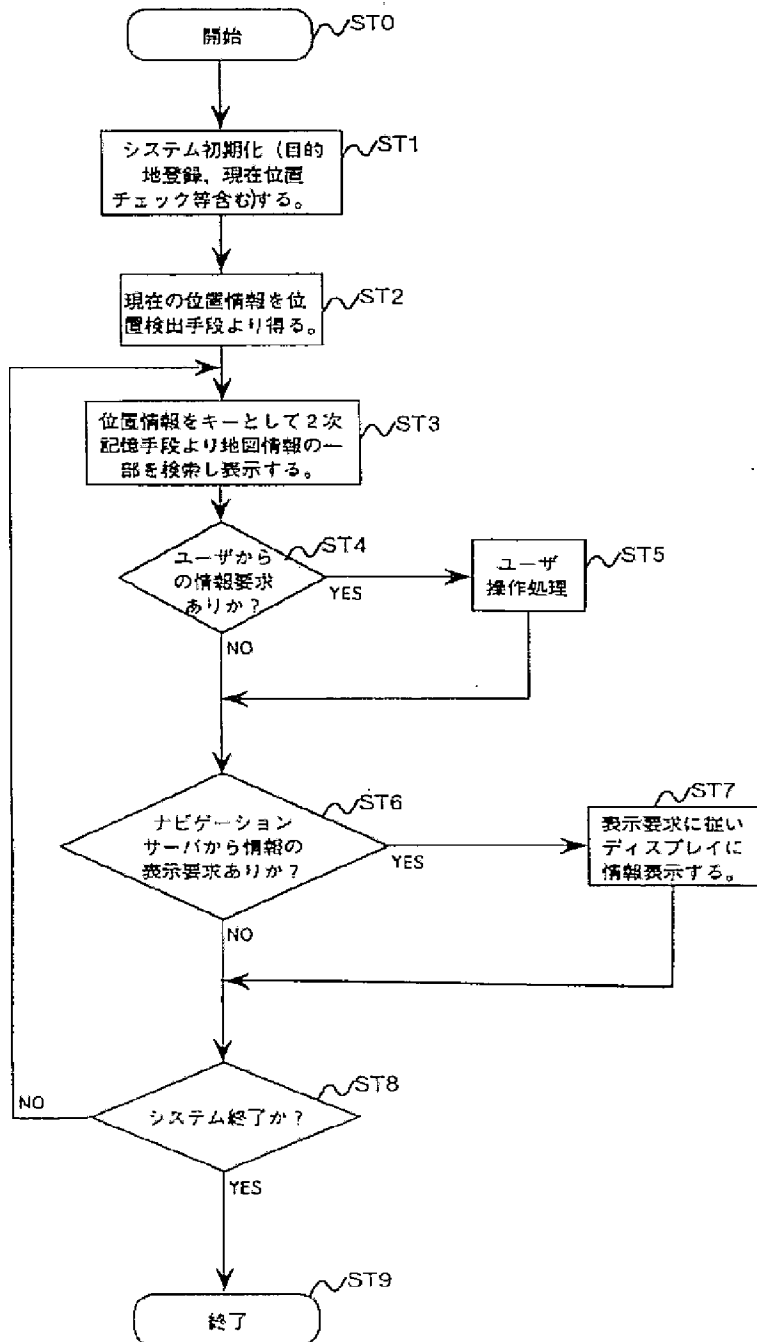 開始
ST0
システム初期化（目的
地登録、現在位置
チェック等含む)する。
ST1
現在の位置情報を位
置検出手段より得る。
ST2
位置情報をキーとして２次
記憶手段より地図情報の一
部を検索し表示する。
ST3
ユーザから
の情報要求
ありか？
ST4
YES
NO
ユーザ
操作処理
ST5
ナビゲーション
サーバから情報の
表示要求ありか？
ST6
YES
NO
表示要求に従い
ディスプレイに
情報表示する。
ST7
システム終了か？
ST8
NO
YES
終了
ST9